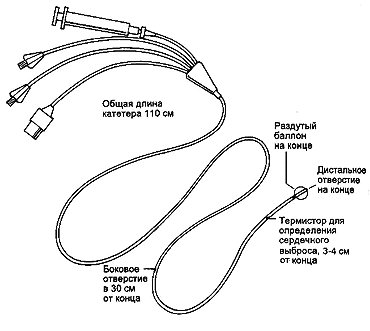 Общая длина
катетера 110 см
Раздутый
баллон
на конце
Дистальное
отверстие
на конце
Термистор для
определения
сердечного
выброса, 3-4 см
от конца
Боковое
отверстие
в 30 см
от конца